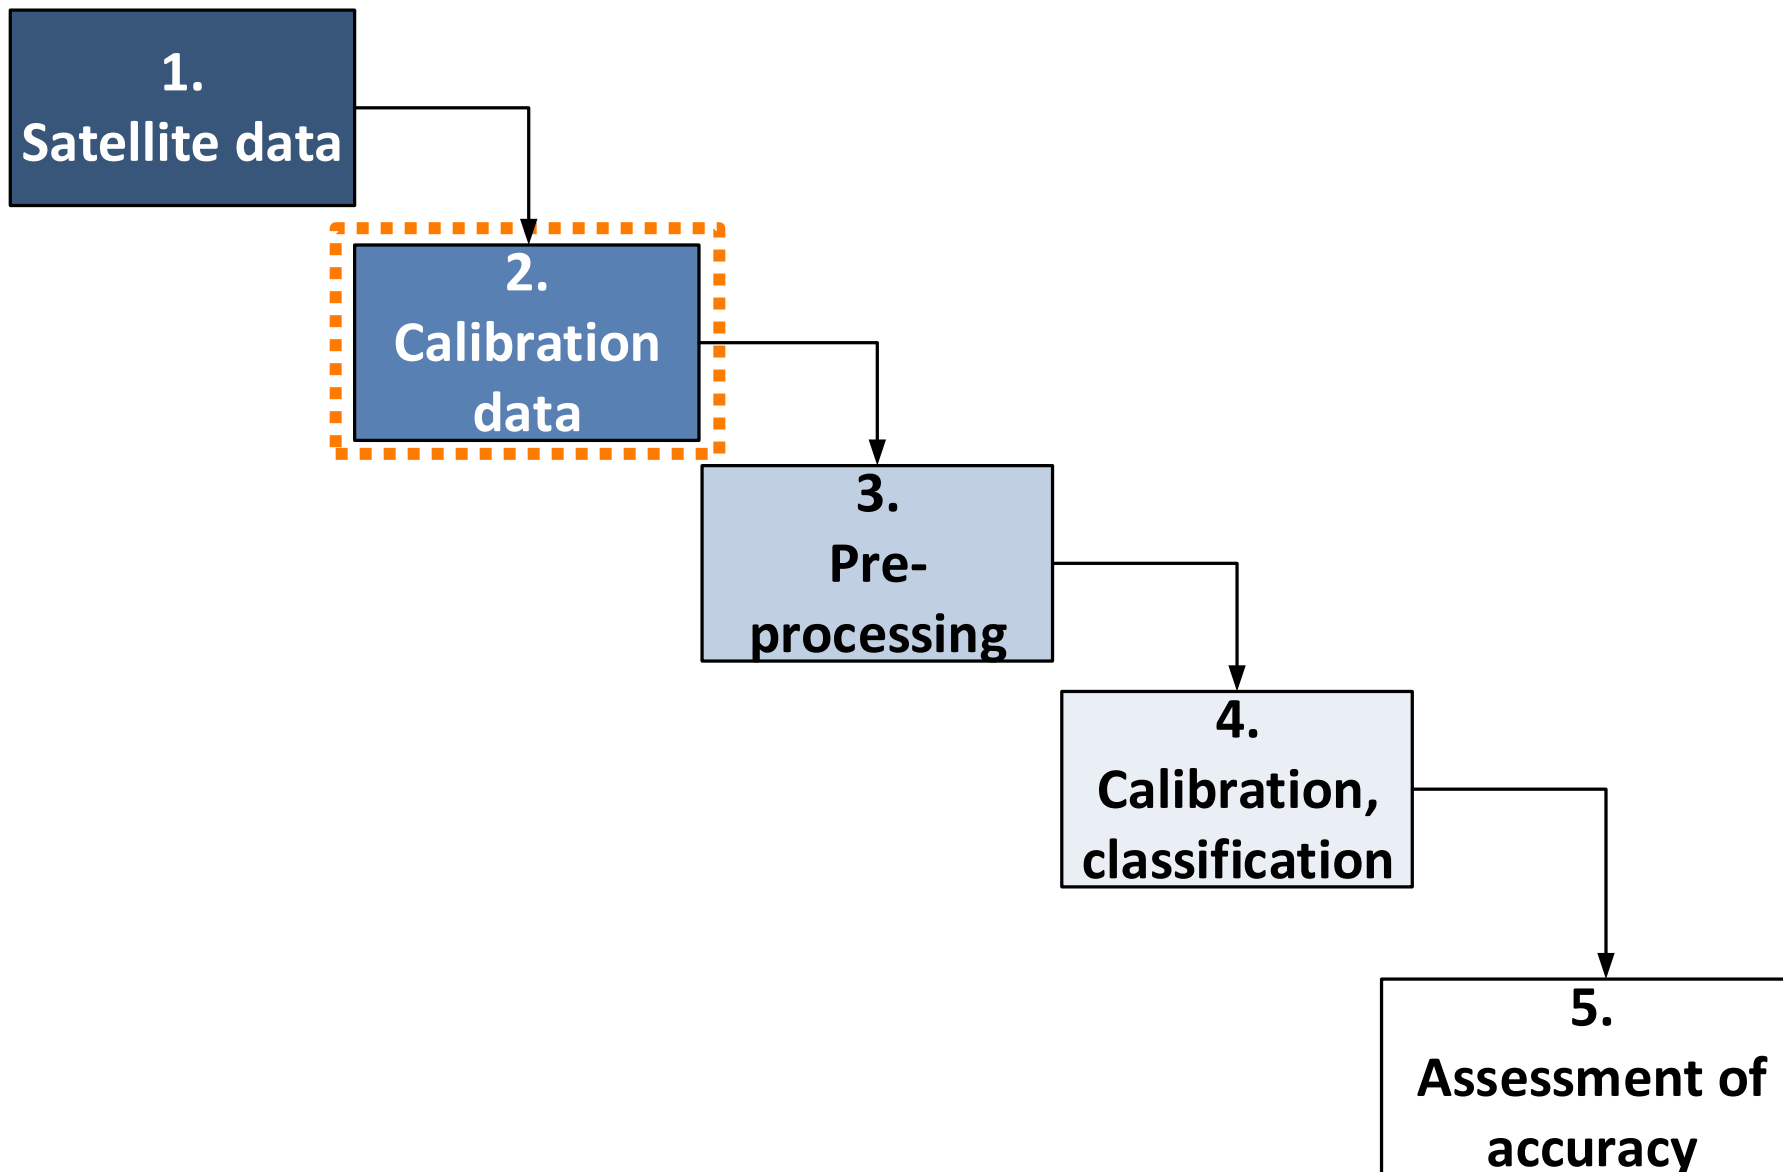 1.
Satellite data
2.
Calibration
data
3.
Pre-
processing
4.
Calibration,
classification
5.
Assessment of
accuracy